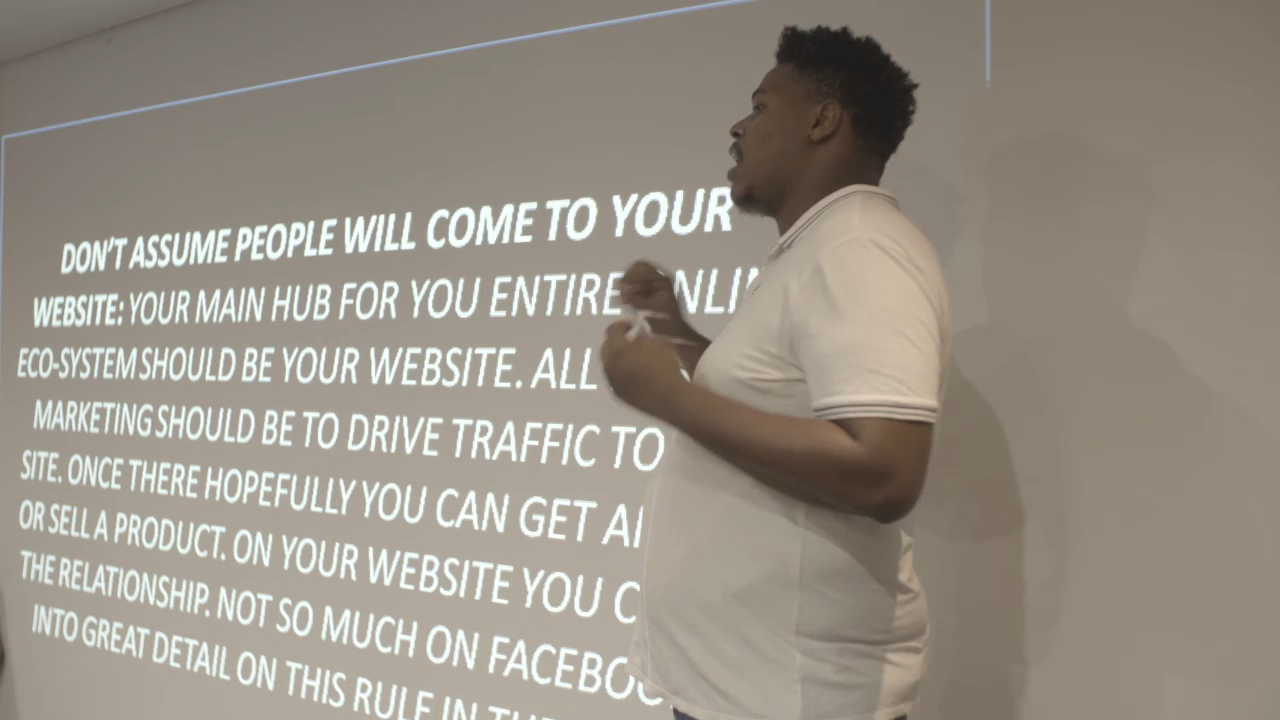 DON'T ASSUME PEOPLE WILL COME TO YOUR
WEBSITE: YOUR MAIN HUB FOR YOU ENTIRE
ECO-SYSTEM SHOULD BE YOUR WEBSITE. ALL
MARKETING SHOULD BE TO DRIVE TRAFFIC TO
SITE. ONCE THERE HOPEFULLY YOU CAN GET
OR SELL A PRODUCT. ON YOUR WEBSITE YOU
THE RELATIONSHIP. NOT SO MUCH ON
INTO GREAT DETAIL ON THIS RULE IN